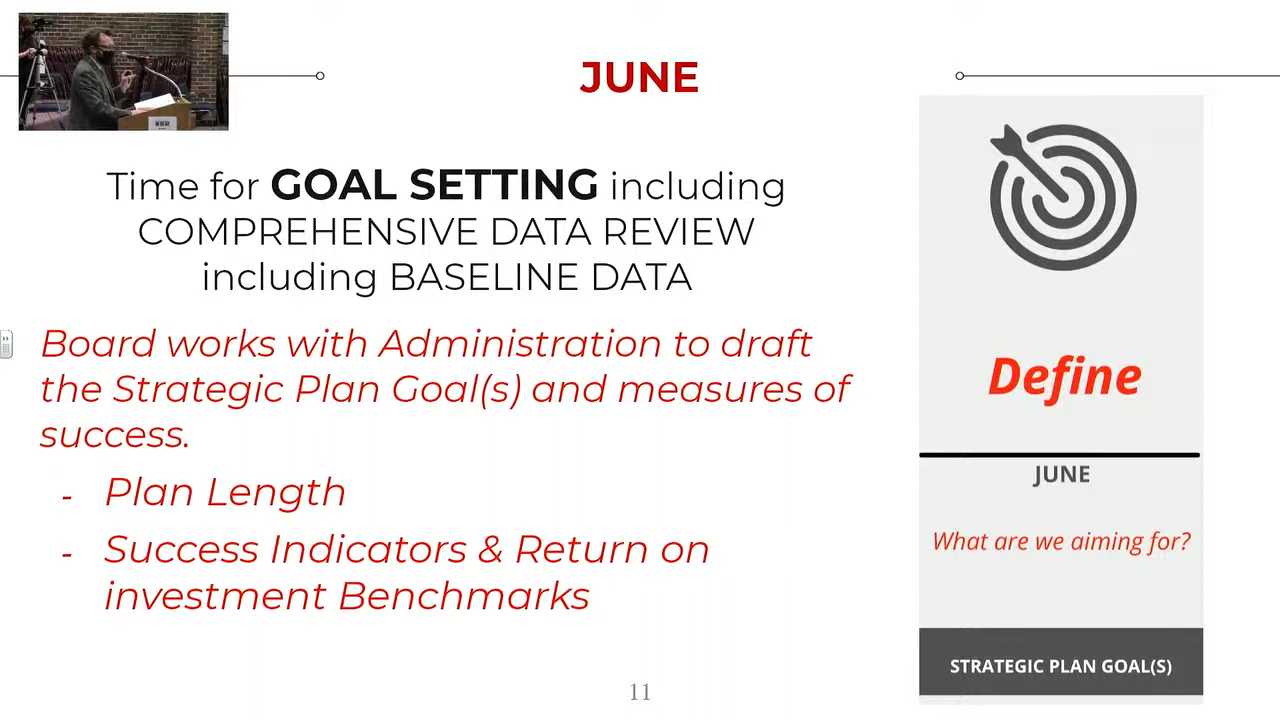 JUNE
Time for GOAL SETTING including
COMPREHENSIVE DATA REVIEW
including BASELINE DATA
Board works with Administration to draft
the Strategic Plan Goal(s) and measures of
success.
- Plan Length
- Success Indicators & Return on
investment Benchmarks
Define
JUNE
What are we aiming for?
STRATEGIC PLAN GOAL(S)
11